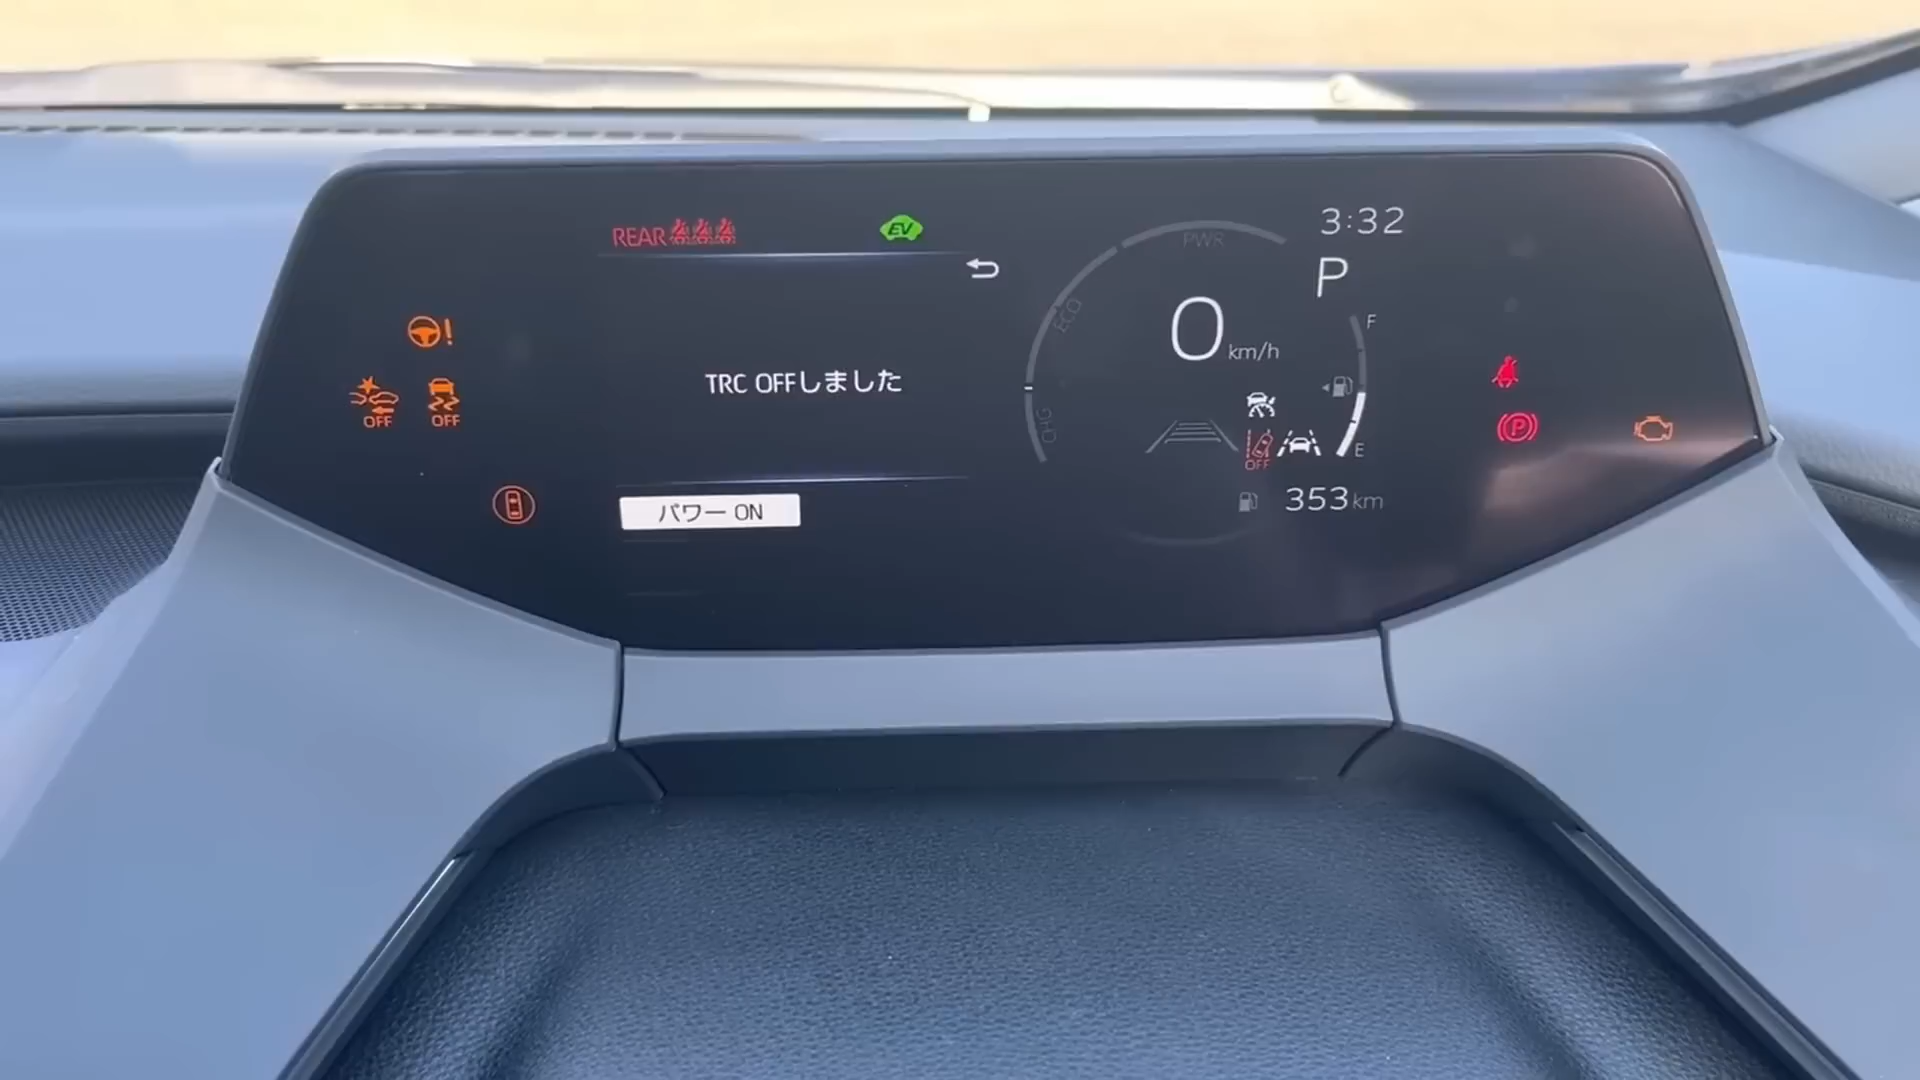 REAR
EV
PWR
3:32
P
ECO
0 km/h
F
TRC OFFしました
OFF
OFF
CHG
OFF
E
P
パワー ON
353km